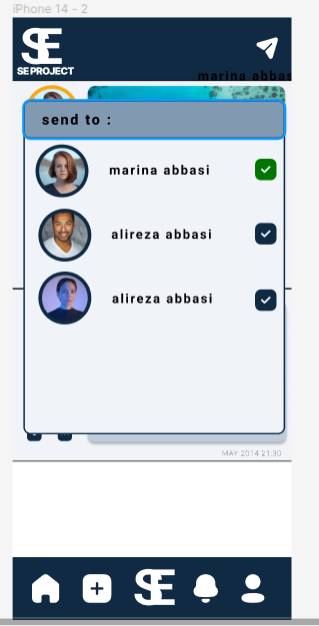 iPhone 14 - 2
SE
SE PROJECT
marina abbas
send to :
marina abbasi
alireza abbasi
alireza abbasi
MAY 2014 21:30
SE